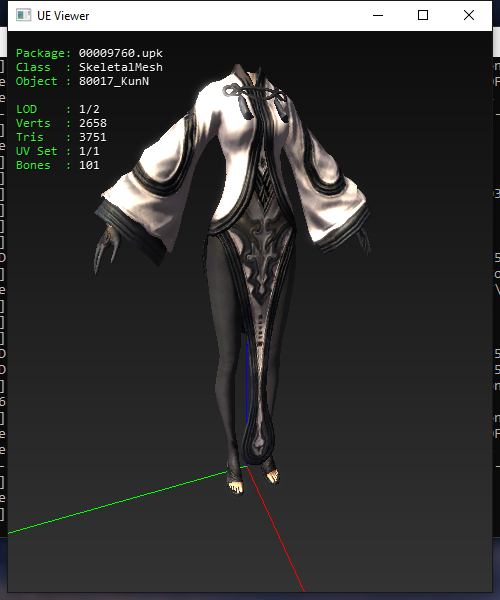 UE Viewer
Package: 00009760.upk
Class : SkeletalMesh
Object : 80017_KunN
LOD : 1/2
Verts : 2658
Tris : 3751
UV Set : 1/1
Bones : 101